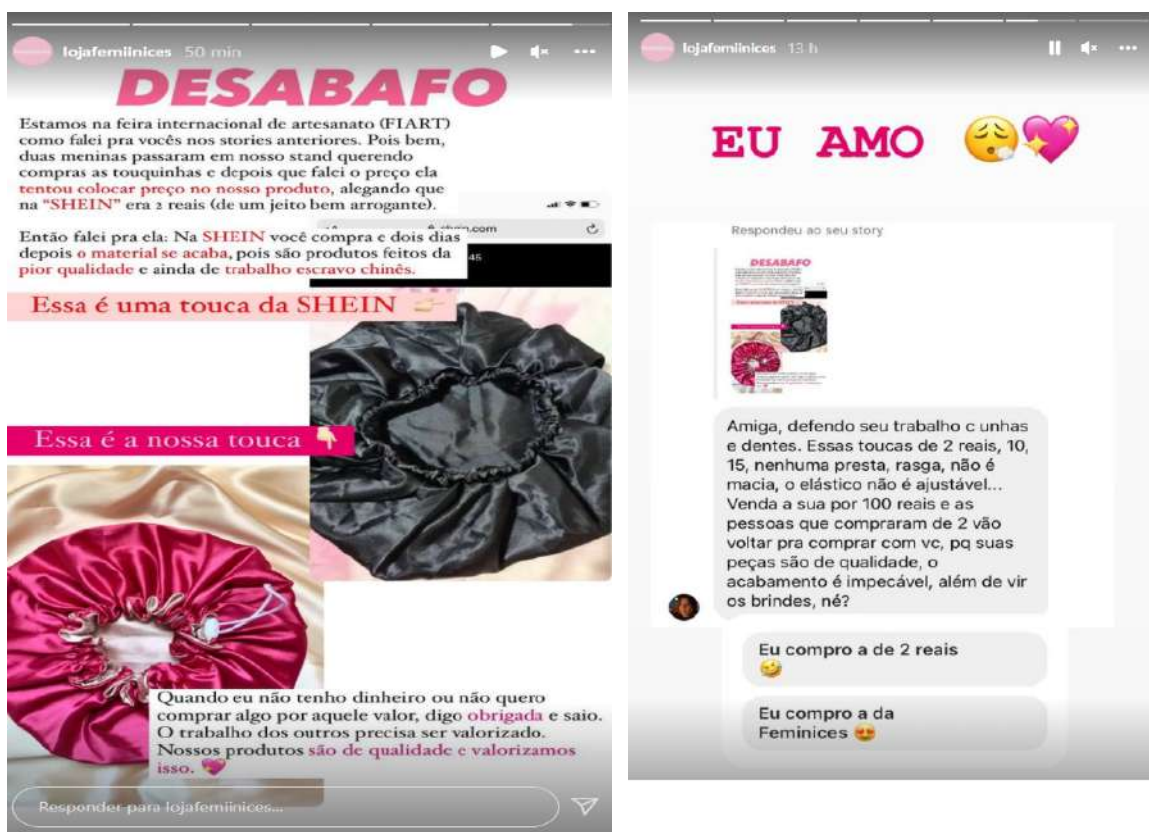 lojafemiinices 50 min
DESABAFO
Estamos na feira internacional de artesanato (FIART)
como falei pra vocês nos stories anteriores. Pois bem,
duas meninas passaram em nosso stand querendo
compras as touquinhas e depois que falei o preço ela
tentou colocar preço no nosso produto, alegando que
na “SHEIN” era 2 reais (de um jeito bem arrogante).
Então falei pra ela: Na SHEIN você compra e dois dias
depois o material se acaba, pois são produtos feitos da
pior qualidade e ainda de trabalho escravo chinês.
.com
45
Essa é uma touca da SHEIN 👉🏼
Essa é a nossa touca 👇🏼
Quando eu não tenho dinheiro ou não quero
comprar algo por aquele valor, digo obrigada e saio.
O trabalho dos outros precisa ser valorizado.
Nossos produtos são de qualidade e valorizamos
isso. 💖
Responder para lojafemiinices...
lojafemiinices 13 h
EU AMO 😮‍💨💖
Respondeu ao seu story
DESABAFO
Amiga, defendo seu trabalho c unhas
e dentes. Essas toucas de 2 reais, 10,
15, nenhuma presta, rasga, não é
macia, o elástico não é ajustável...
Venda a sua por 100 reais e as
pessoas que compraram de 2 vão
voltar pra comprar com vc, pq suas
peças são de qualidade, o
acabamento é impecável, além de vir
os brindes, né?
Eu compro a de 2 reais
🤣
Eu compro a da
Feminices 😍